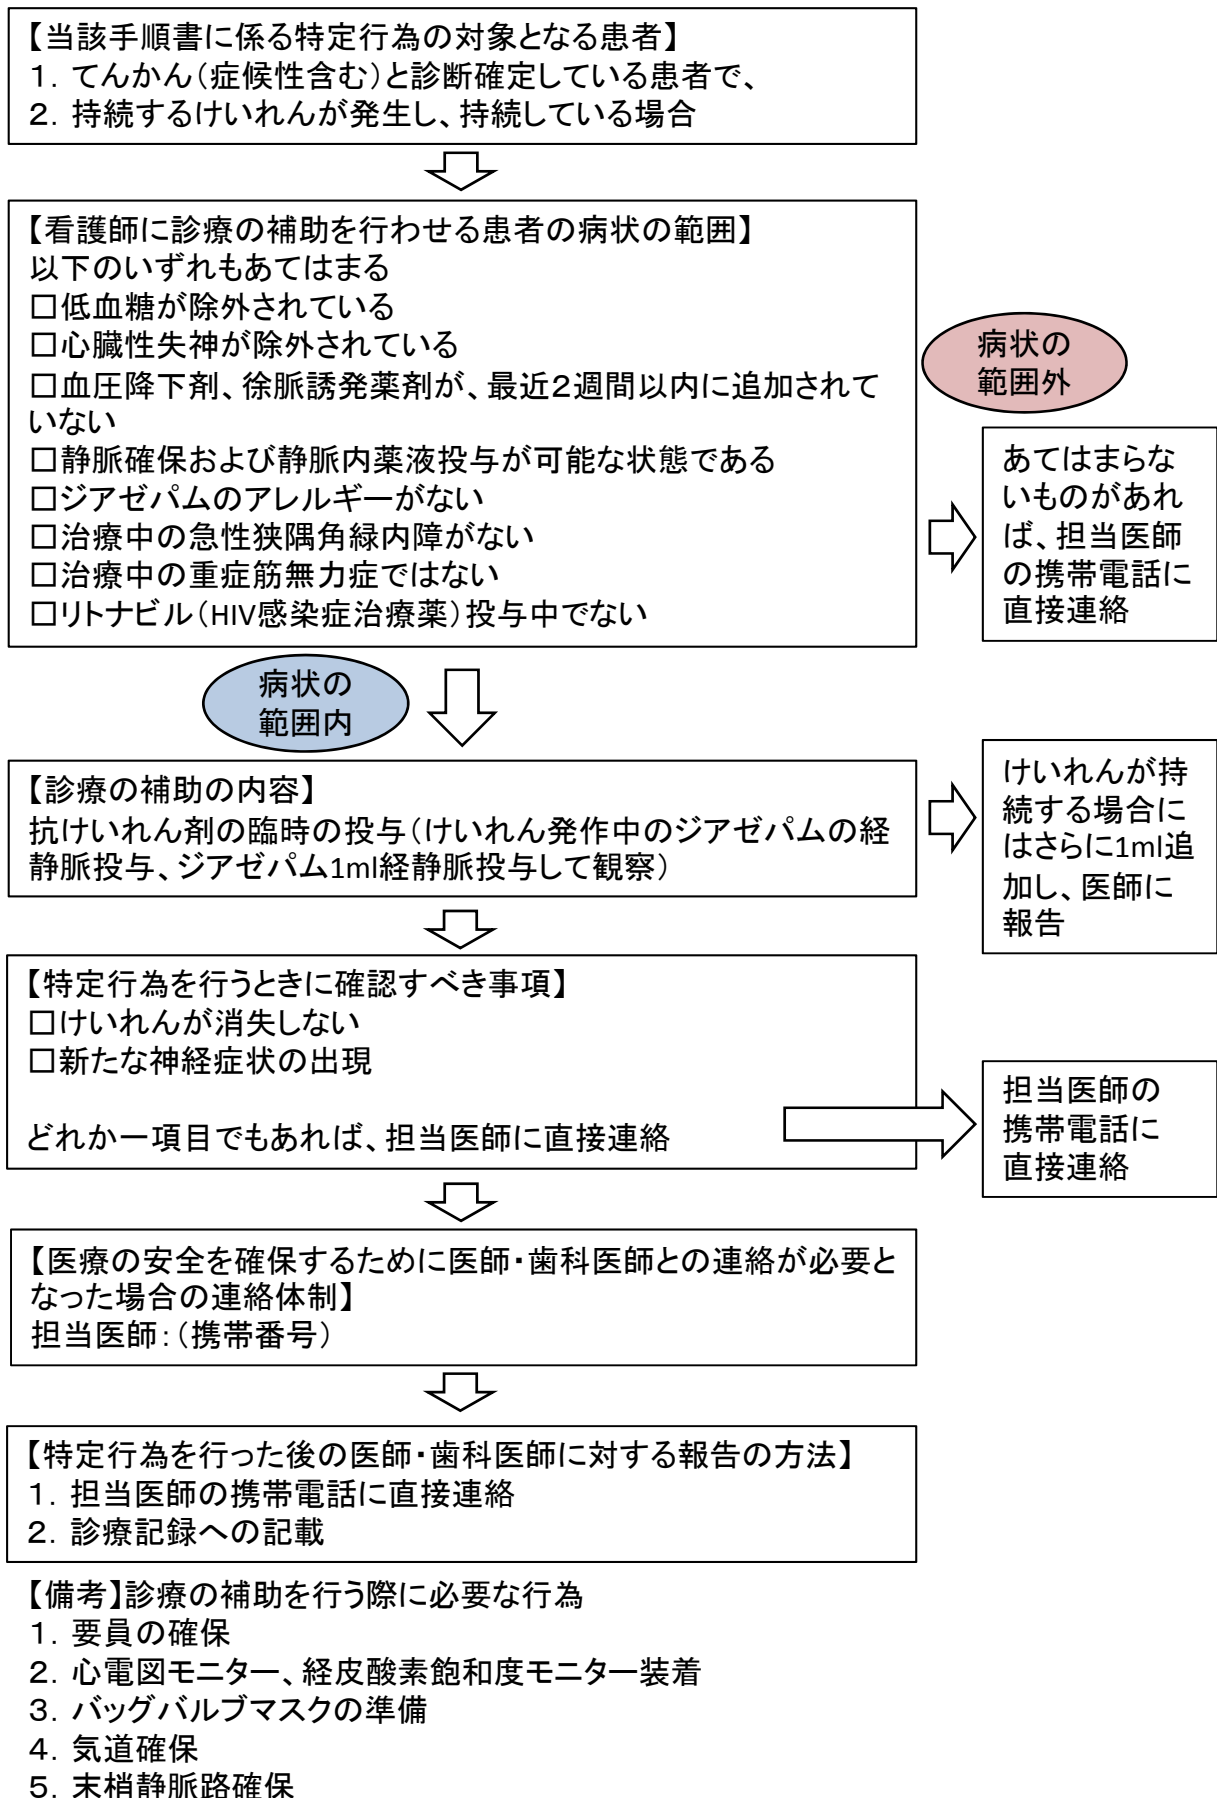 【当該手順書に係る特定行為の対象となる患者】
1．てんかん（症候性含む）と診断確定している患者で、
2．持続するけいれんが発生し、持続している場合
【看護師に診療の補助を行わせる患者の病状の範囲】
以下のいずれもあてはまる
□低血糖が除外されている
□心臓性失神が除外されている
□血圧降下剤、徐脈誘発薬剤が、最近２週間以内に追加されて
いない
□静脈確保および静脈内薬液投与が可能な状態である
□ジアゼパムのアレルギーがない
□治療中の急性狭隅角緑内障がない
□治療中の重症筋無力症ではない
□リトナビル（HIV感染症治療薬）投与中でない
病状の
範囲外
あてはまらな
いものがあれ
ば、担当医師
の携帯電話に
直接連絡
病状の
範囲内
【診療の補助の内容】
抗けいれん剤の臨時の投与（けいれん発作中のジアゼパムの経
静脈投与、ジアゼパム1ml経静脈投与して観察）
けいれんが持
続する場合に
はさらに1ml追
加し、医師に
報告
【特定行為を行うときに確認すべき事項】
□けいれんが消失しない
□新たな神経症状の出現
どれか一項目でもあれば、担当医師に直接連絡
担当医師の
携帯電話に
直接連絡
【医療の安全を確保するために医師・歯科医師との連絡が必要と
なった場合の連絡体制】
担当医師：（携帯番号）
【特定行為を行った後の医師・歯科医師に対する報告の方法】
1．担当医師の携帯電話に直接連絡
2．診療記録への記載
【備考】診療の補助を行う際に必要な行為
1．要員の確保
2．心電図モニター、経皮酸素飽和度モニター装着
3．バッグバルブマスクの準備
4．気道確保
5．末梢静脈路確保